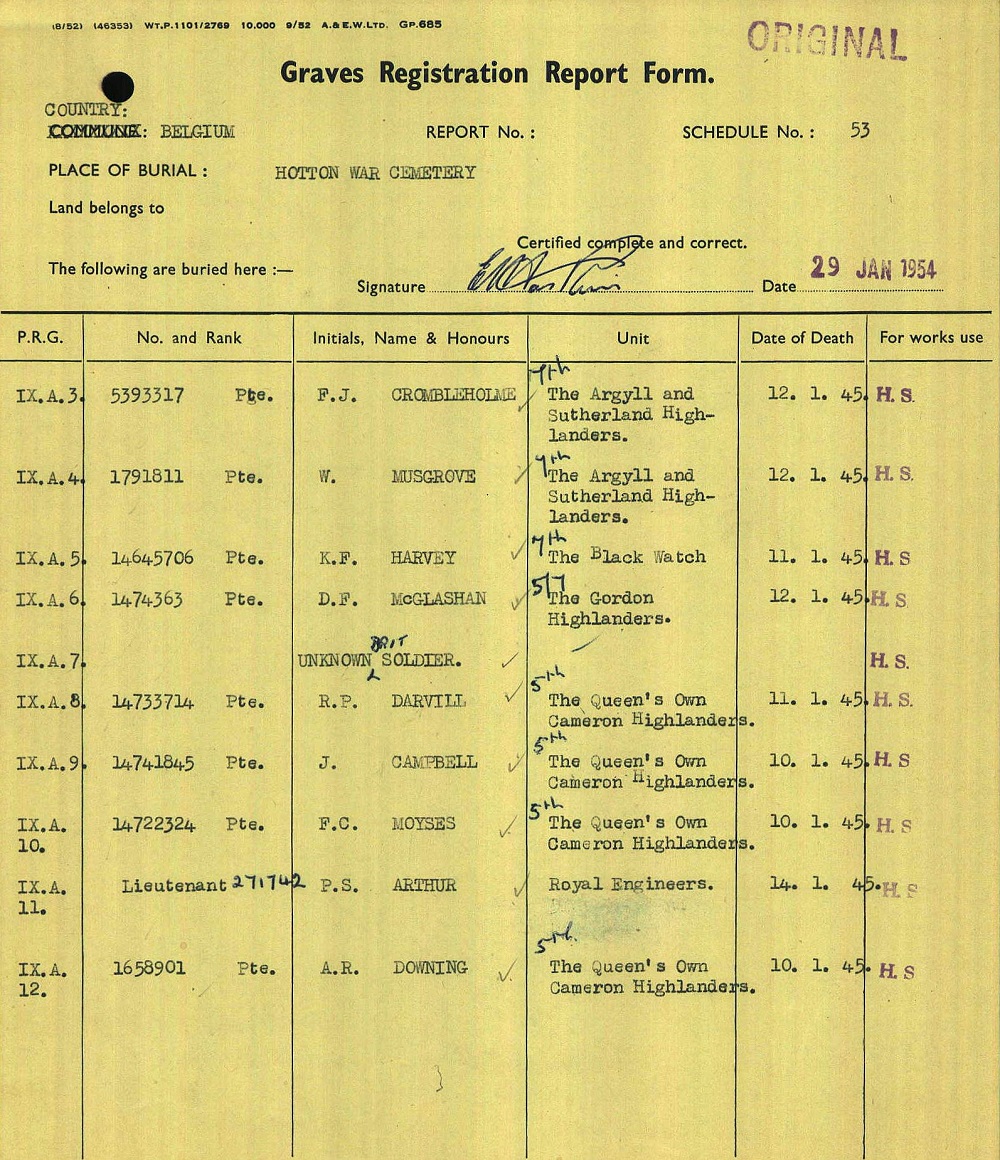 (8/52) (46353) WT.P.1101/2769 10,000 9/52 A.& E.W.LTD. GP.685
ORIGINAL
Graves Registration Report Form.
COUNTRY:
COMMUNE: BELGIUM REPORT No. : SCHEDULE No. : 53
PLACE OF BURIAL : HOTTON WAR CEMETERY
Land belongs to
Certified complete and correct.
The following are buried here :—
Signature Date 29 JAN 1954
P.R.G. No. and Rank Initials, Name & Honours Unit Date of Death For works use
7th
IX.A.3. 5393317 Pte. F.J. CROMBLEHOLME The Argyll and 12. 1. 45. H. S.
Sutherland High-
landers.
7th
IX.A.4. 1791811 Pte. W. MUSGROVE The Argyll and 12. 1. 45. H. S.
Sutherland High-
landers.
7th
IX.A.5. 14645706 Pte. K.F. HARVEY The Black Watch 11. 1. 45. H. S
5/7
IX.A.6. 1474363 Pte. D.F. McGLASHAN The Gordon 12. 1. 45. H. S
Highlanders.
BRIT
IX.A.7. UNKNOWN SOLDIER. H. S.
5th
IX.A.8. 14733714 Pte. R.P. DARVILL The Queen's Own 11. 1. 45. H. S.
Cameron Highlanders.
5th
IX.A.9. 14741845 Pte. J. CAMPBELL The Queen's Own 10. 1. 45. H. S
Cameron Highlanders.
5th
IX.A. 14722324 Pte. F.C. MOYSES The Queen's Own 10. 1. 45. H. S
10. Cameron Highlanders.
IX.A. Lieutenant 271742 P.S. ARTHUR Royal Engineers. 14. 1. 45. H. S
11.
5th.
IX.A. 1658901 Pte. A.R. DOWNING The Queen's Own 10. 1. 45. H. S
12. Cameron Highlanders.